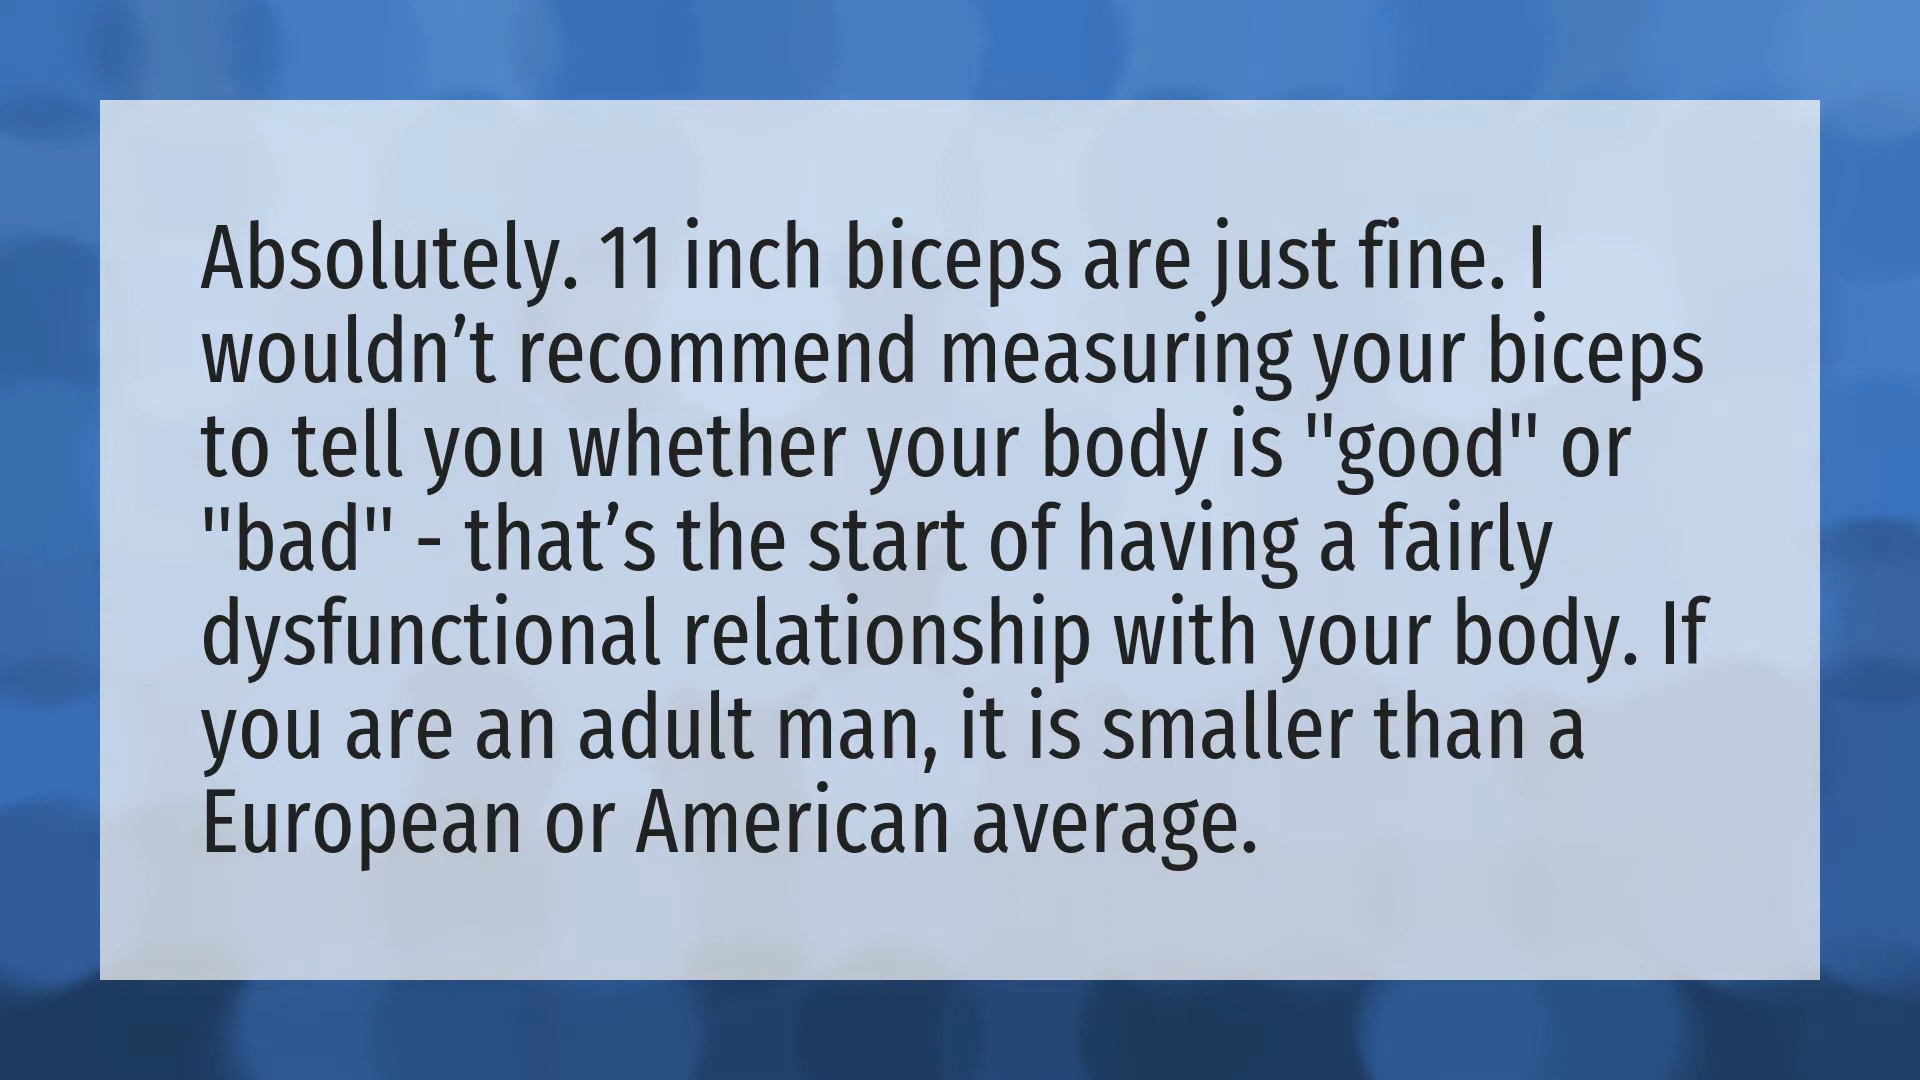 Absolutely. 11 inch biceps are just fine. I
wouldn’t recommend measuring your biceps
to tell you whether your body is "good" or
"bad" - that’s the start of having a fairly
dysfunctional relationship with your body. If
you are an adult man, it is smaller than a
European or American average.